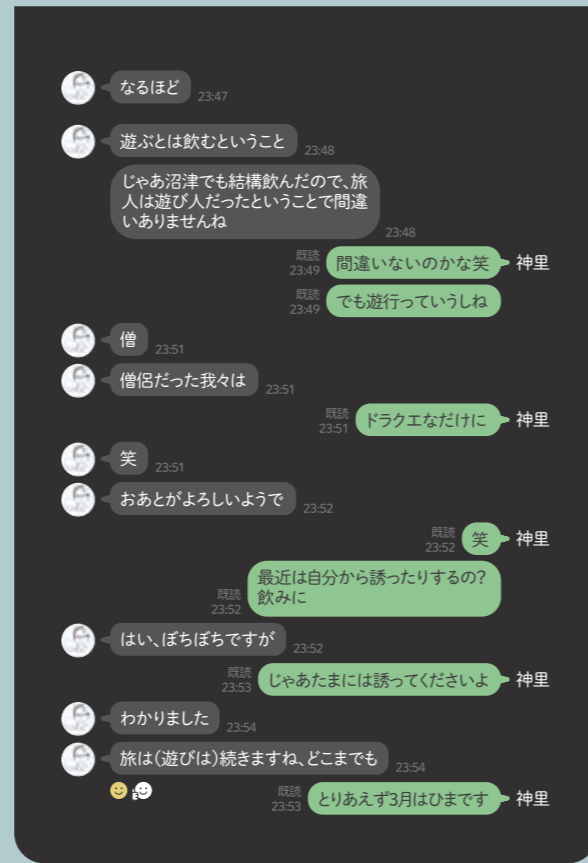 なるほど
23:47
遊ぶとは飲むということ
23:48
じゃあ沼津でも結構飲んだので、旅
人は遊び人だったということで間違
いありませんね
23:48
既読
23:49
間違いないのかな笑
神里
既読
23:49
でも遊行っていうしね
僧
23:51
僧侶だった我々は
23:51
既読
23:51
ドラクエなだけに
神里
笑
23:51
おあとがよろしいようで
23:52
既読
23:52
笑
神里
最近は自分から誘ったりするの？
飲みに
既読
23:52
はい、ぼちぼちですが
23:52
既読
23:53
じゃあたまには誘ってくださいよ
神里
わかりました
23:54
旅は（遊びは）続きますね、どこまでも
23:54
既読
23:53
とりあえず3月はひまです
神里